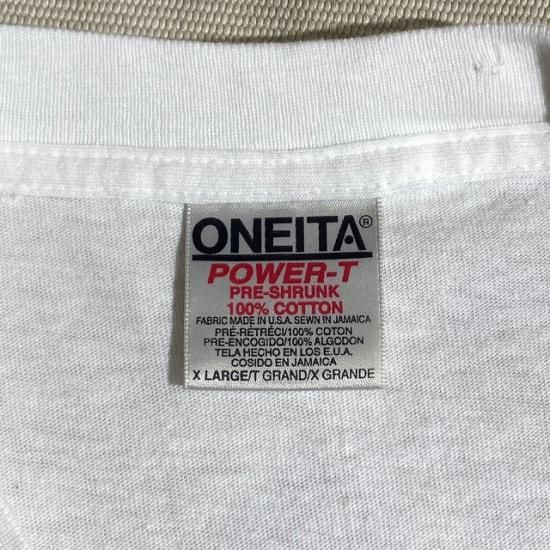 ONEITA®
POWER-T
PRE-SHRUNK
100% COTTON
FABRIC MADE IN U.S.A. SEWN IN JAMAICA
PRÉ-RÉTRÉCI/100% COTON
PRE-ENCOGIDO/100% ALGODON
TELA HECHO EN LOS E.U.A.
COSIDO EN JAMAICA
X LARGE/T GRAND/X GRANDE